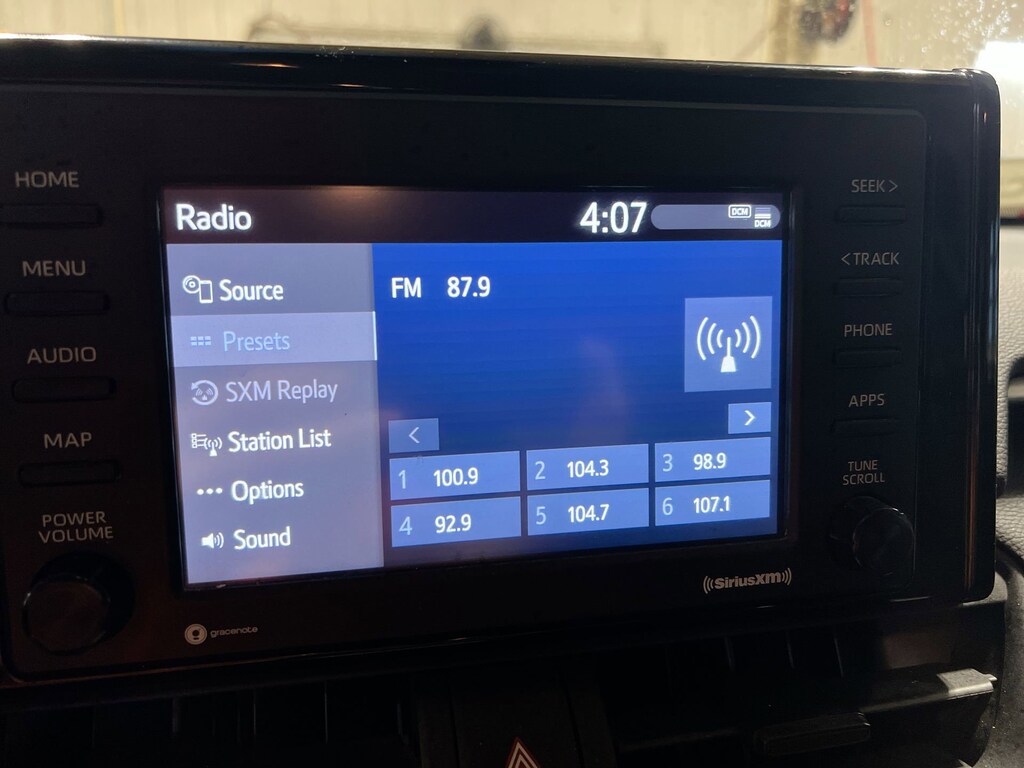 HOME
MENU
AUDIO
MAP
POWER
VOLUME
Radio
4:07
DCM
DCM
Source
Presets
SXM Replay
Station List
Options
Sound
FM 87.9
<
>
1 100.9
2 104.3
3 98.9
4 92.9
5 104.7
6 107.1
SEEK >
< TRACK
PHONE
APPS
TUNE
SCROLL
gracenote
SiriusXM